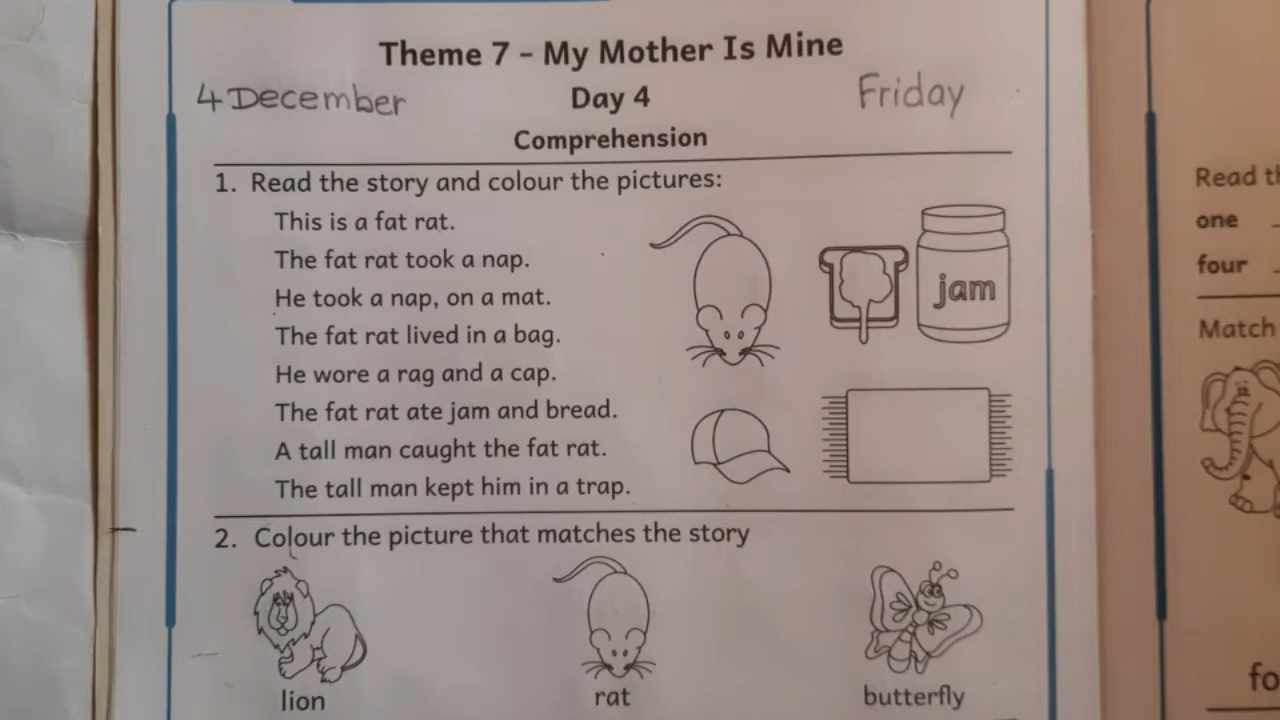 Theme 7 - My Mother Is Mine
4 December Day 4 Friday
Comprehension
1. Read the story and colour the pictures:
This is a fat rat.
The fat rat took a nap.
He took a nap, on a mat.
The fat rat lived in a bag.
He wore a rag and a cap.
The fat rat ate jam and bread.
A tall man caught the fat rat.
The tall man kept him in a trap.
jam
2. Colour the picture that matches the story
lion rat butterfly
Read
one
four
Match